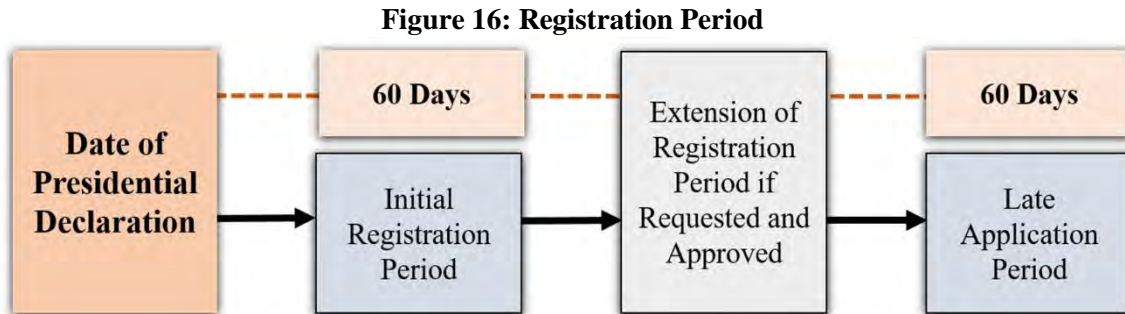 Figure 16: Registration Period
Date of
Presidential
Declaration
60 Days
Initial
Registration
Period
Extension of
Registration
Period if
Requested and
Approved
60 Days
Late
Application
Period